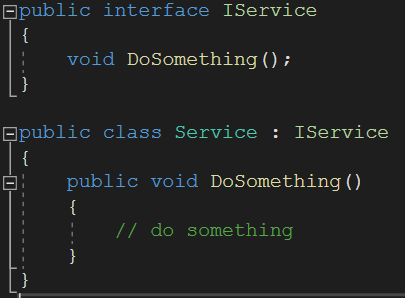 public interface IService
{
    void DoSomething();
}
public class Service : IService
{
    public void DoSomething()
    {
        // do something
    }
}